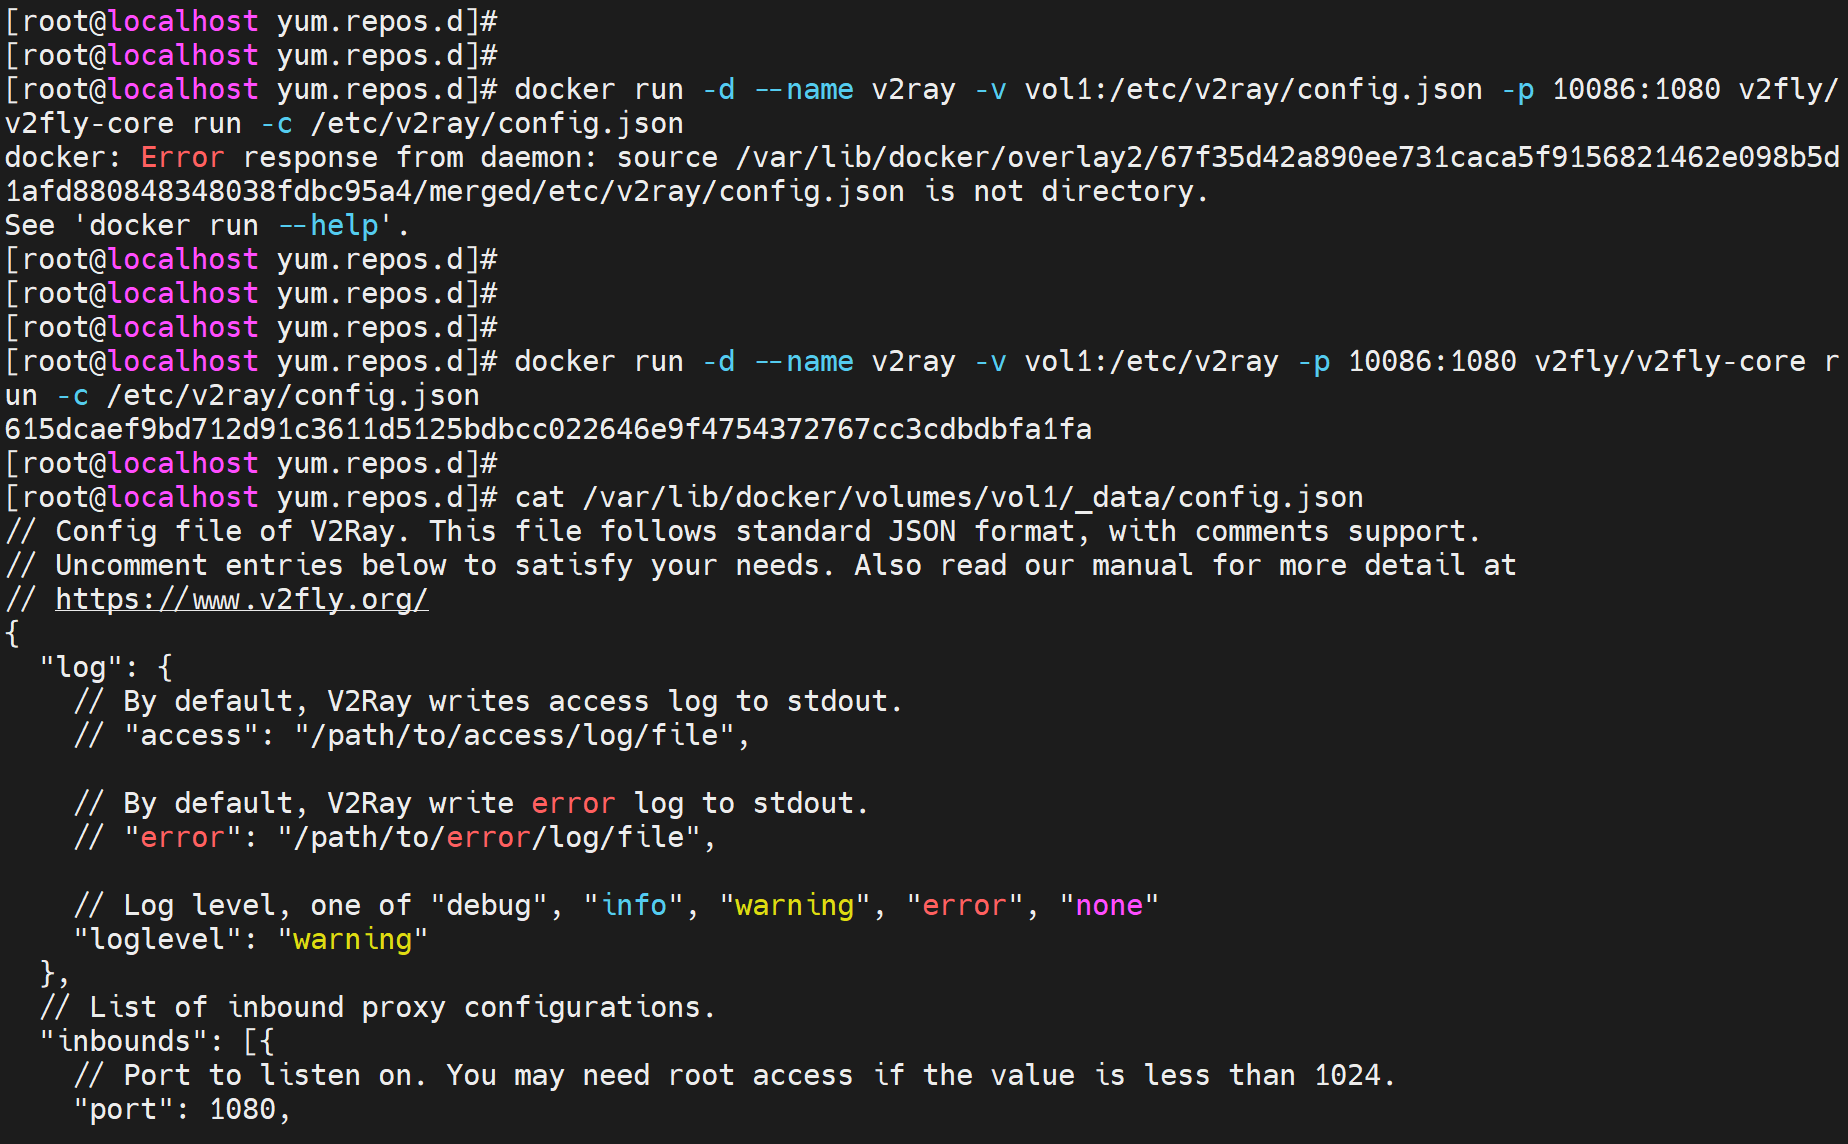 [root@localhost yum.repos.d]#
[root@localhost yum.repos.d]#
[root@localhost yum.repos.d]# docker run -d --name v2ray -v vol1:/etc/v2ray/config.json -p 10086:1080 v2fly/
v2fly-core run -c /etc/v2ray/config.json
docker: Error response from daemon: source /var/lib/docker/overlay2/67f35d42a890ee731caca5f9156821462e098b5d
1afd880848348038fdbc95a4/merged/etc/v2ray/config.json is not directory.
See 'docker run --help'.
[root@localhost yum.repos.d]#
[root@localhost yum.repos.d]#
[root@localhost yum.repos.d]#
[root@localhost yum.repos.d]# docker run -d --name v2ray -v vol1:/etc/v2ray -p 10086:1080 v2fly/v2fly-core r
un -c /etc/v2ray/config.json
615dcaef9bd712d91c3611d5125bdbcc022646e9f4754372767cc3cdbdbfa1fa
[root@localhost yum.repos.d]#
[root@localhost yum.repos.d]# cat /var/lib/docker/volumes/vol1/_data/config.json
// Config file of V2Ray. This file follows standard JSON format, with comments support.
// Uncomment entries below to satisfy your needs. Also read our manual for more detail at
// https://www.v2fly.org/
{
  "log": {
    // By default, V2Ray writes access log to stdout.
    // "access": "/path/to/access/log/file",

    // By default, V2Ray write error log to stdout.
    // "error": "/path/to/error/log/file",

    // Log level, one of "debug", "info", "warning", "error", "none"
    "loglevel": "warning"
  },
  // List of inbound proxy configurations.
  "inbounds": [{
    // Port to listen on. You may need root access if the value is less than 1024.
    "port": 1080,